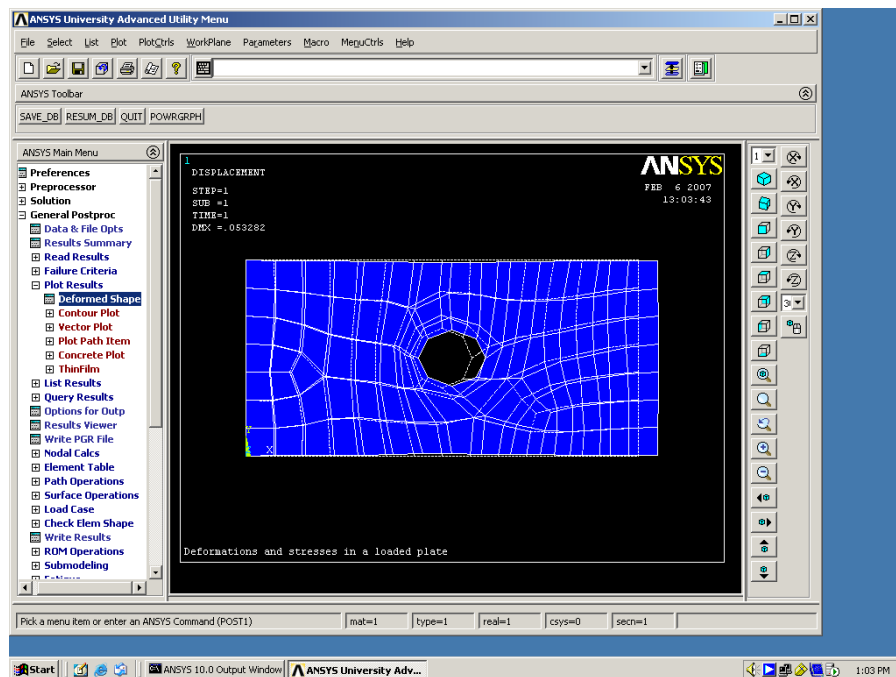 ANSYS University Advanced Utility Menu
File Select List Plot PlotCtrls WorkPlane Parameters Macro MenuCtrls Help
ANSYS Toolbar
SAVE_DB RESUM_DB QUIT POWRGRPH
ANSYS Main Menu
Preferences
Preprocessor
Solution
General Postproc
Data & File Opts
Results Summary
Read Results
Failure Criteria
Plot Results
Deformed Shape
Contour Plot
Vector Plot
Plot Path Item
Concrete Plot
ThinFilm
List Results
Query Results
Options for Outp
Results Viewer
Write PGR File
Nodal Calcs
Element Table
Path Operations
Surface Operations
Load Case
Check Elem Shape
Write Results
ROM Operations
Submodeling
1
DISPLACEMENT
STEP=1
SUB =1
TIME=1
DMX =.053282
ANSYS
FEB 6 2007
13:03:43
Y
X
Deformations and stresses in a loaded plate
1
X
X
Y
Y
Z
Z
Pick a menu item or enter an ANSYS Command (POST1)
mat=1
type=1
real=1
csys=0
secn=1
Start
ANSYS 10.0 Output Window
ANSYS University Adv...
1:03 PM